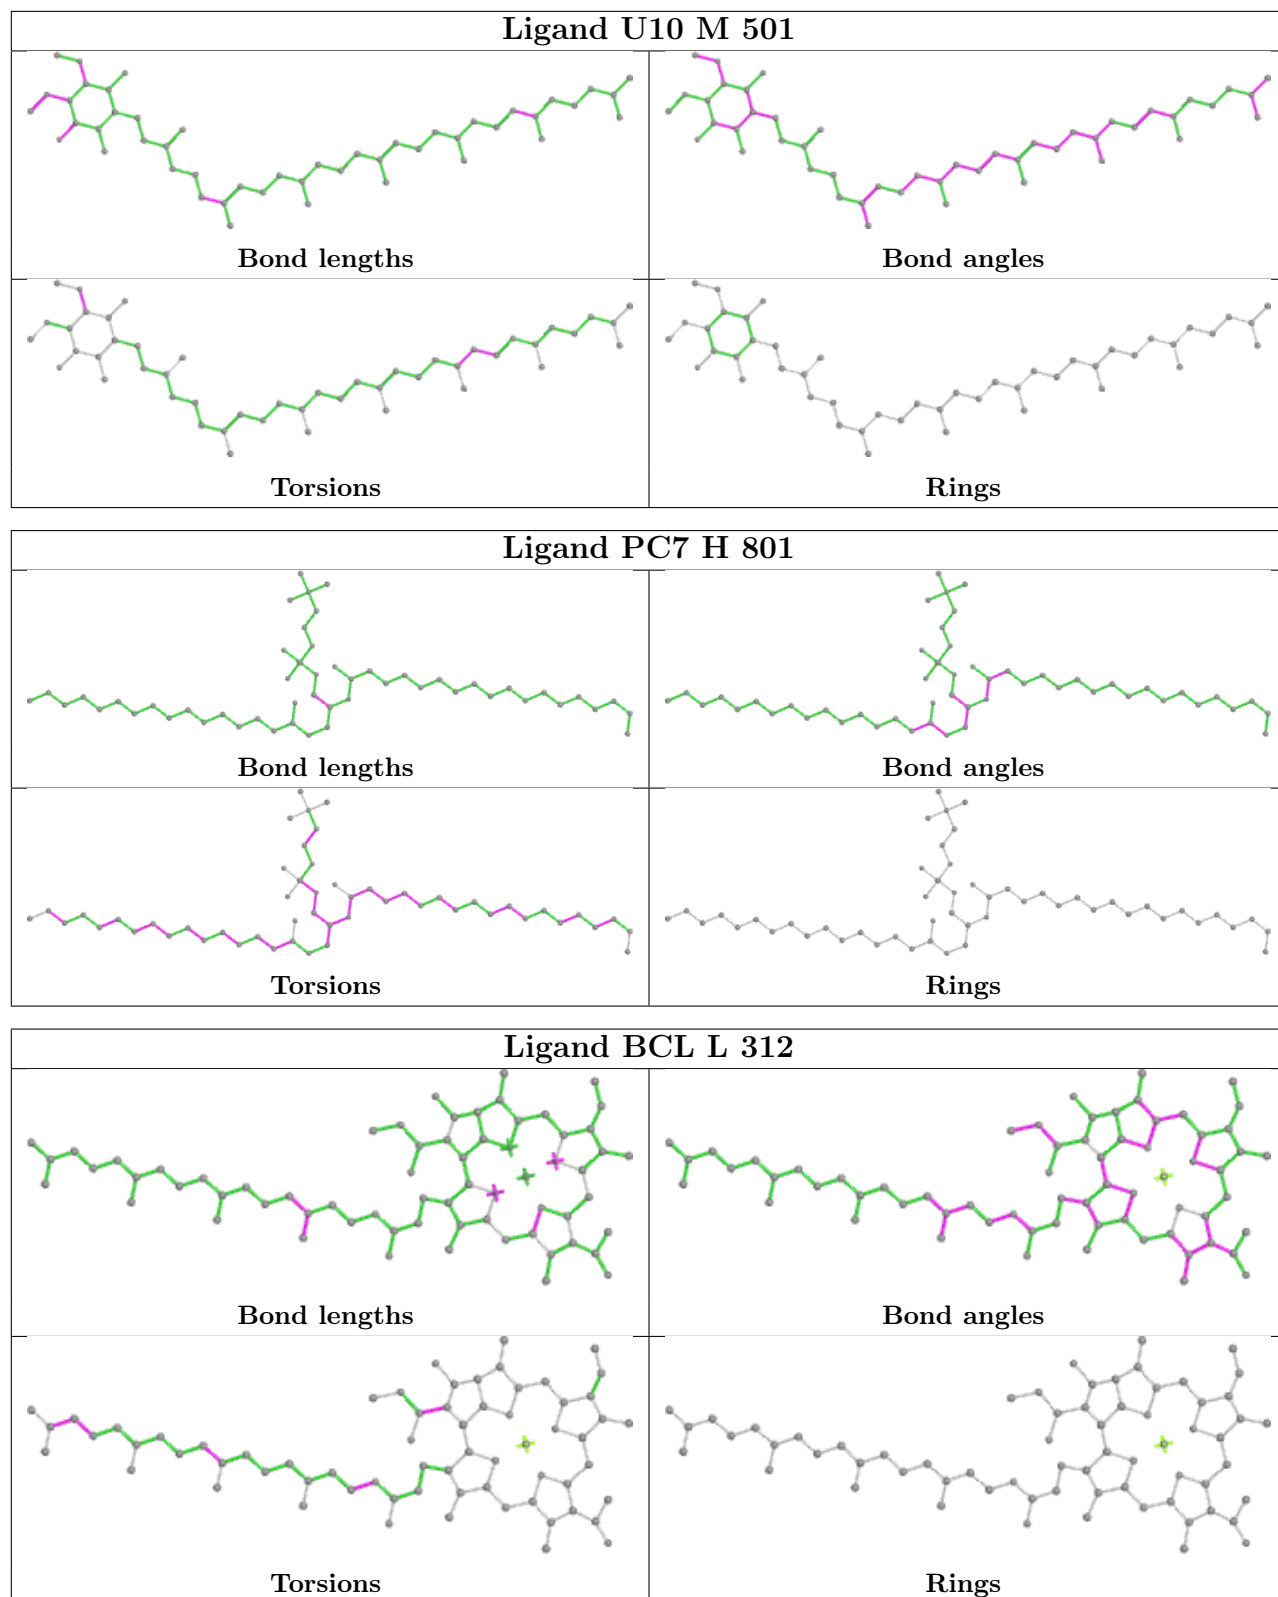 Ligand U10 M 501
Bond lengths
Bond angles
Torsions
Rings
Ligand PC7 H 801
Bond lengths
Bond angles
Torsions
Rings
Ligand BCL L 312
Bond lengths
Bond angles
Torsions
Rings